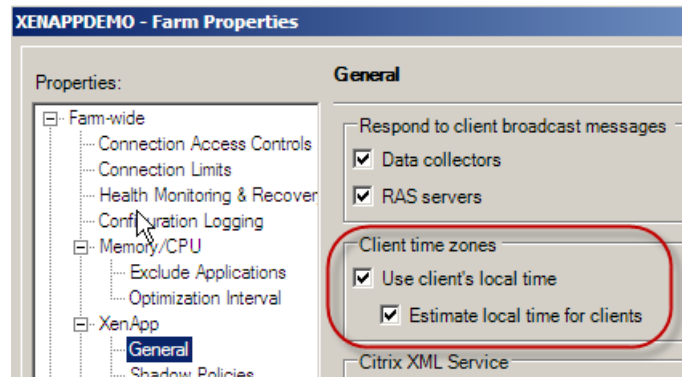 XENAPPDEMO - Farm Properties
Properties:
Farm-wide
Connection Access Controls
Connection Limits
Health Monitoring & Recover
Configuration Logging
Memory/CPU
Exclude Applications
Optimization Interval
XenApp
General
Shadow Policies
General
Respond to client broadcast messages
Data collectors
RAS servers
Client time zones
Use client's local time
Estimate local time for clients
Citrix XML Service